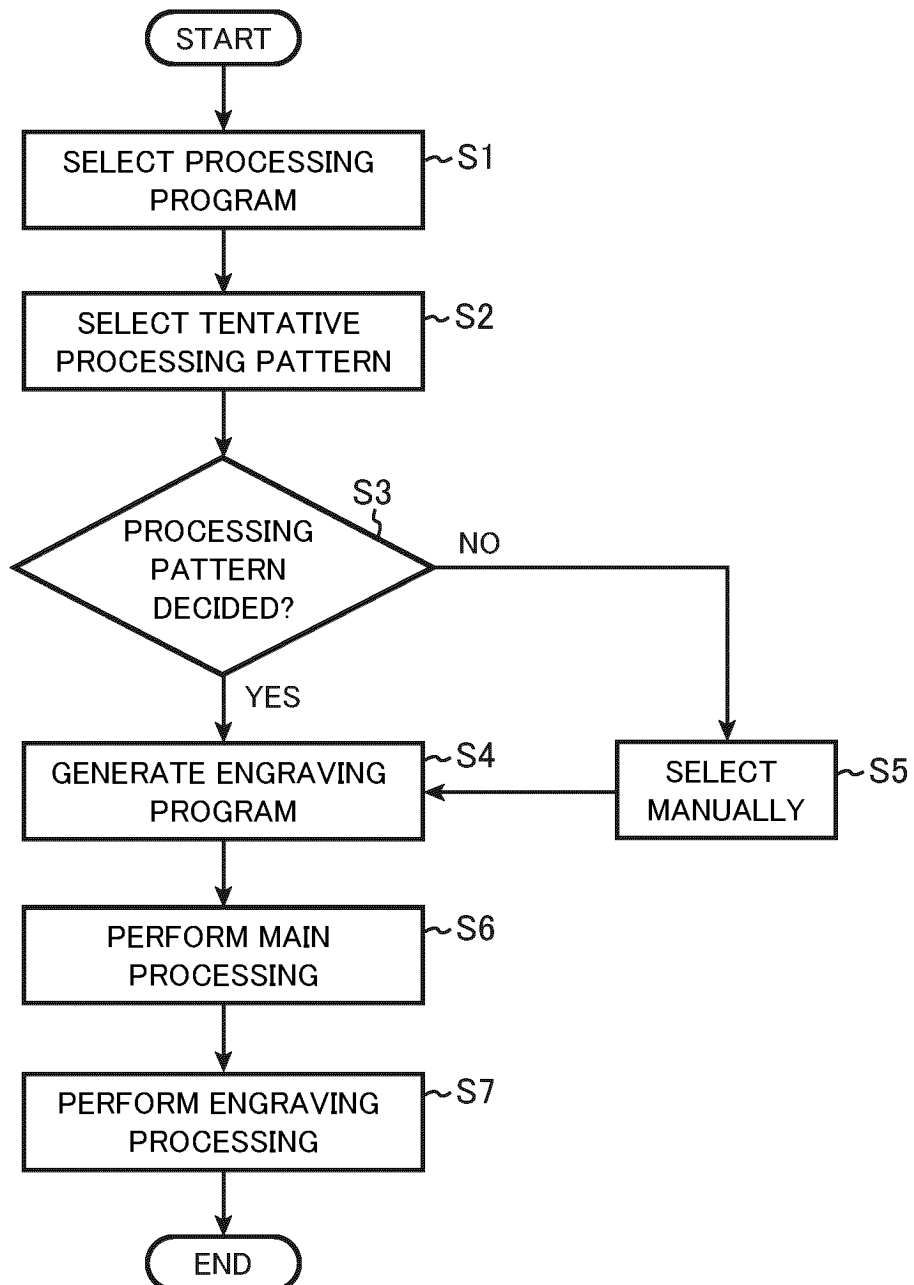 START
SELECT PROCESSING
PROGRAM
S1
SELECT TENTATIVE
PROCESSING PATTERN
S2
S3
PROCESSING
PATTERN
DECIDED?
NO
YES
GENERATE ENGRAVING
PROGRAM
S4
SELECT
MANUALLY
S5
PERFORM MAIN
PROCESSING
S6
PERFORM ENGRAVING
PROCESSING
S7
END